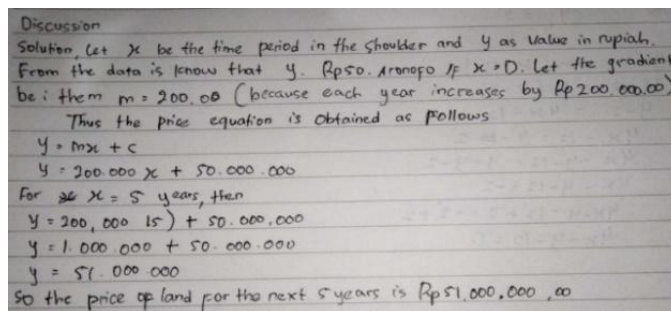 Discussion
Solution, Let x be the time period in the shoulder and y as value in rupiah.
From the data is know that y. Rp50. if x = 0. Let the gradient
be i them m = 200.00 (because each year increases by Rp 200.000.00)
Thus the price equation is obtained as follows
y = mx + c
y = 200.000 x + 50.000.000
For x = 5 years, then
y = 200,000 15) + 50.000.000
y = 1.000.000 + 50.000.000
y = 51.000.000
So the price op land for the next 5 years is Rp 51.000.000,00